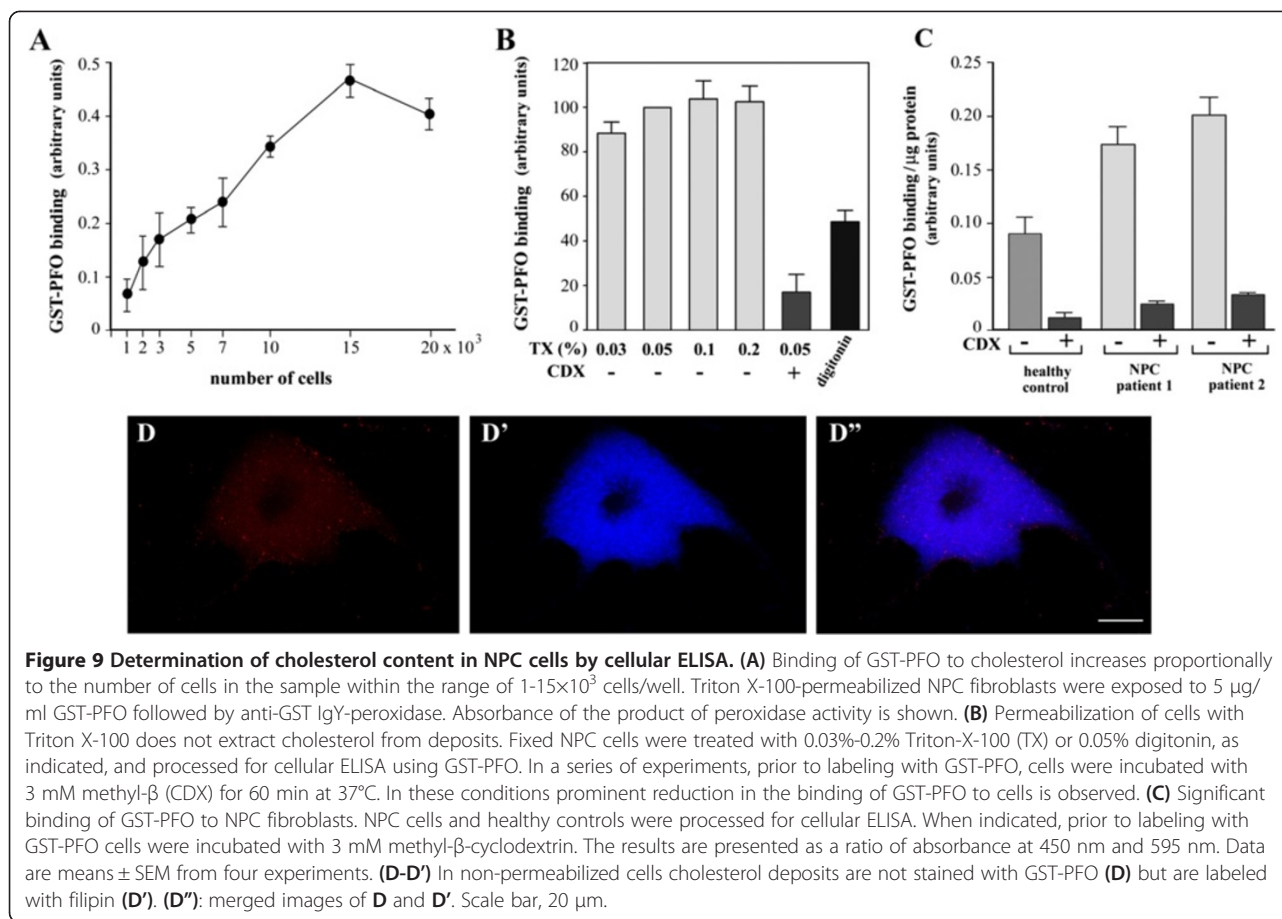 A
GST-PFO binding (arbitrary units)
0.5
0.4
0.3
0.2
0.1
0
1 2 3 5 7 10 15 20 x 10³
number of cells
B
GST-PFO binding (arbitrary units)
120
100
80
60
40
20
0
TX (%) 0.03 0.05 0.1 0.2 0.05 digitonin
CDX - - - - +
C
GST-PFO binding/µg protein
(arbitrary units)
0.25
0.20
0.15
0.10
0.05
0
CDX - + - + - +
healthy control NPC patient 1 NPC patient 2
D D' D"
Figure 9 Determination of cholesterol content in NPC cells by cellular ELISA. (A) Binding of GST-PFO to cholesterol increases proportionally
to the number of cells in the sample within the range of 1-15×10³ cells/well. Triton X-100-permeabilized NPC fibroblasts were exposed to 5 μg/
ml GST-PFO followed by anti-GST IgY-peroxidase. Absorbance of the product of peroxidase activity is shown. (B) Permeabilization of cells with
Triton X-100 does not extract cholesterol from deposits. Fixed NPC cells were treated with 0.03%-0.2% Triton-X-100 (TX) or 0.05% digitonin, as
indicated, and processed for cellular ELISA using GST-PFO. In a series of experiments, prior to labeling with GST-PFO, cells were incubated with
3 mM methyl-β (CDX) for 60 min at 37°C. In these conditions prominent reduction in the binding of GST-PFO to cells is observed. (C) Significant
binding of GST-PFO to NPC fibroblasts. NPC cells and healthy controls were processed for cellular ELISA. When indicated, prior to labeling with
GST-PFO cells were incubated with 3 mM methyl-β-cyclodextrin. The results are presented as a ratio of absorbance at 450 nm and 595 nm. Data
are means ± SEM from four experiments. (D-D') In non-permeabilized cells cholesterol deposits are not stained with GST-PFO (D) but are labeled
with filipin (D'). (D"): merged images of D and D'. Scale bar, 20 μm.